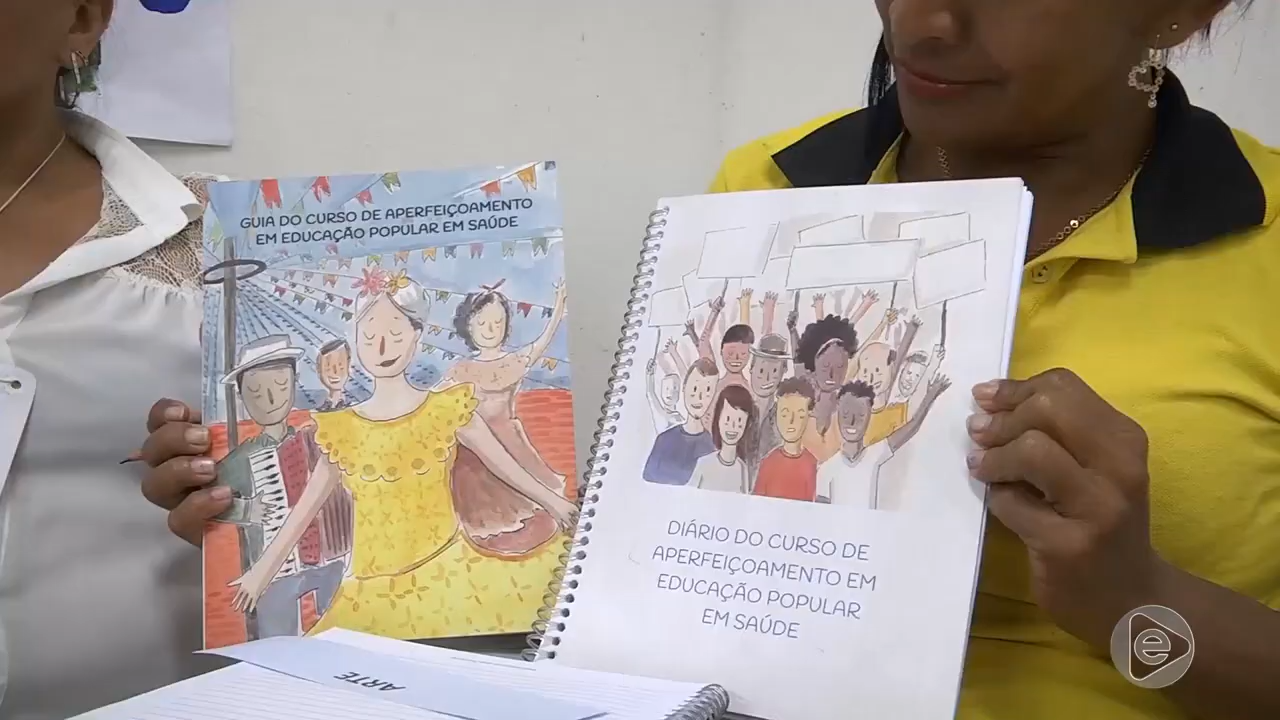 GUIA DO CURSO DE APERFEIÇOAMENTO
EM EDUCAÇÃO POPULAR EM SAÚDE
DIÁRIO DO CURSO DE
APERFEIÇOAMENTO EM
EDUCAÇÃO POPULAR
EM SAÚDE
ARTE
e